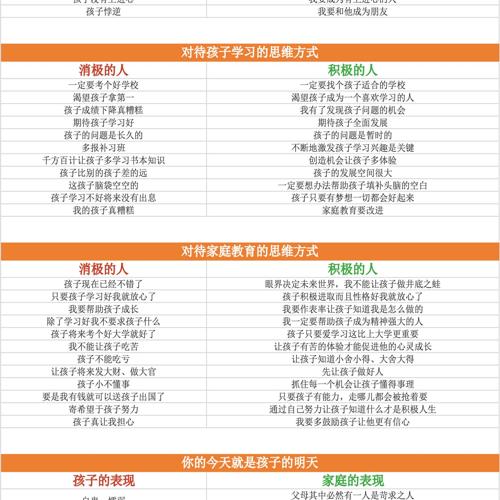 孩子悖逆 我要和他成为朋友
对待孩子学习的思维方式
消极的人 积极的人
一定要考个好学校 一定要找个孩子适合的学校
渴望孩子拿第一 渴望孩子成为一个喜欢学习的人
孩子成绩下降真糟糕 我有了发现孩子问题的机会
期待孩子学习好 期待孩子全面发展
孩子的问题是长久的 孩子的问题是暂时的
多报补习班 不断地激发孩子学习兴趣是关键
千方百计让孩子多学习书本知识 创造机会让孩子多体验
孩子比别的孩子差的远 孩子的发展空间很大
这孩子脑袋空空的 一定要想办法帮助孩子填补头脑的空白
孩子学习不好将来没有出息 孩子只要有梦想一切都会好起来
我的孩子真糟糕 家庭教育要改进
对待家庭教育的思维方式
消极的人 积极的人
孩子现在已经不错了 眼界决定未来世界，我不能让孩子做井底之蛙
只要孩子学习好我就放心了 孩子积极进取而且性格好我就放心了
我要帮助孩子成长 我要作表率让孩子知道我是怎么做的
除了学习好我不要求孩子什么 我一定要帮助孩子成为精神强大的人
孩子将来考个好大学就好了 孩子只要爱学习这比上大学更重要
我不能让孩子吃苦 让孩子有苦的体验才能促进他的心灵成长
孩子不能吃亏 让孩子知道小舍小得、大舍大得
让孩子将来发大财、做大官 先让孩子做好人
孩子小不懂事 抓住每一个机会让孩子懂得事理
要是我有钱就可以送孩子出国了 只要孩子有能力，走哪儿都会被抢着要
寄希望于孩子努力 通过自己努力让孩子知道什么才是积极人生
孩子真让我担心 我要多鼓励孩子让他更有信心
你的今天就是孩子的明天
孩子的表现 家庭的表现
父母其中必然有一人是苛求之人